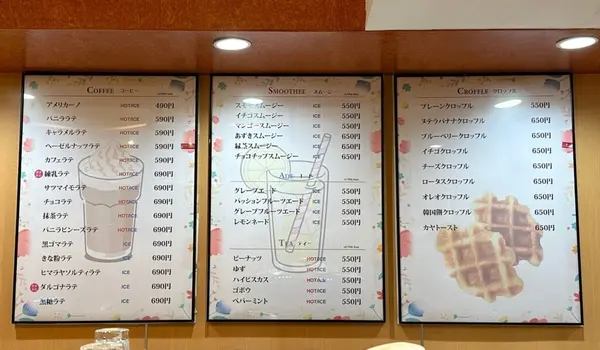 COFFEE コーヒー
アメリカーノ HOT/ICE 490円
バニララテ HOT/ICE 590円
キャラメルラテ HOT/ICE 590円
ヘーゼルナッツラテ HOT/ICE 590円
カフェラテ HOT/ICE 590円
練乳ラテ HOT/ICE 690円
サツマイモラテ HOT/ICE 690円
チョコラテ HOT/ICE 690円
抹茶ラテ HOT/ICE 690円
バニラビーンズラテ HOT/ICE 690円
黒ゴマラテ ICE 690円
きな粉ラテ ICE 690円
ヒマラヤソルティラテ ICE 690円
ダルゴナラテ ICE 690円
黒糖ラテ ICE 690円
SMOOTHEE スムージー
スモモスムージー ICE 550円
イチゴスムージー ICE 550円
マンゴースムージー ICE 550円
あずきスムージー ICE 650円
緑茶スムージー ICE 650円
チョコチップスムージー ICE 650円
ADE エード
グレープエード ICE 550円
パッションフルーツエード ICE 550円
グレープフルーツエード ICE 550円
レモンネード ICE 550円
TEA ティー
ピーナッツ HOT/ICE 550円
ゆず HOT/ICE 550円
ハイビスカス HOT/ICE 550円
ゴボウ HOT/ICE 550円
ペパーミント HOT/ICE 550円
CROFFLE クロッフル
プレーンクロッフル 550円
ヌテラバナナクロッフル 650円
ブルーベリークロッフル 650円
イチゴクロッフル 650円
チーズクロッフル 650円
ロータスクロッフル 650円
オレオクロッフル 650円
韓国餅クロッフル 650円
カヤトースト 650円